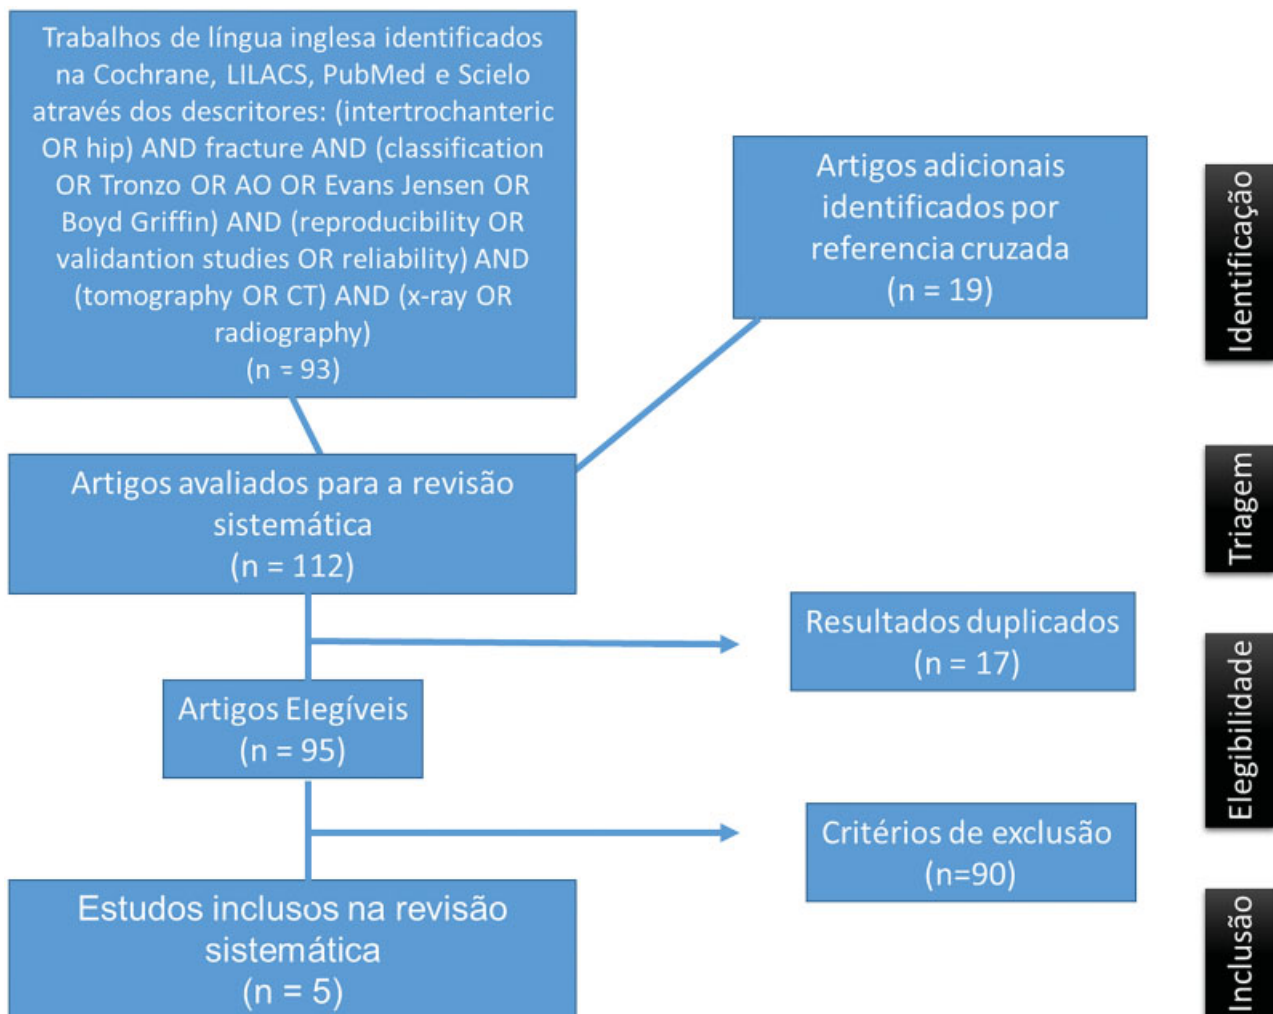 Trabalhos de língua inglesa identificados
na Cochrane, LILACS, PubMed e Scielo
através dos descritores: (intertrochanteric
OR hip) AND fracture AND (classification
OR Tronzo OR AO OR Evans Jensen OR
Boyd Griffin) AND (reproducibility OR
validantion studies OR reliability) AND
(tomography OR CT) AND (x-ray OR
radiography)
(n = 93)
Artigos adicionais
identificados por
referencia cruzada
(n = 19)
Identificação
Artigos avaliados para a revisão
sistemática
(n = 112)
Triagem
Resultados duplicados
(n = 17)
Artigos Elegíveis
(n = 95)
Elegibilidade
Critérios de exclusão
(n=90)
Estudos inclusos na revisão
sistemática
(n = 5)
Inclusão